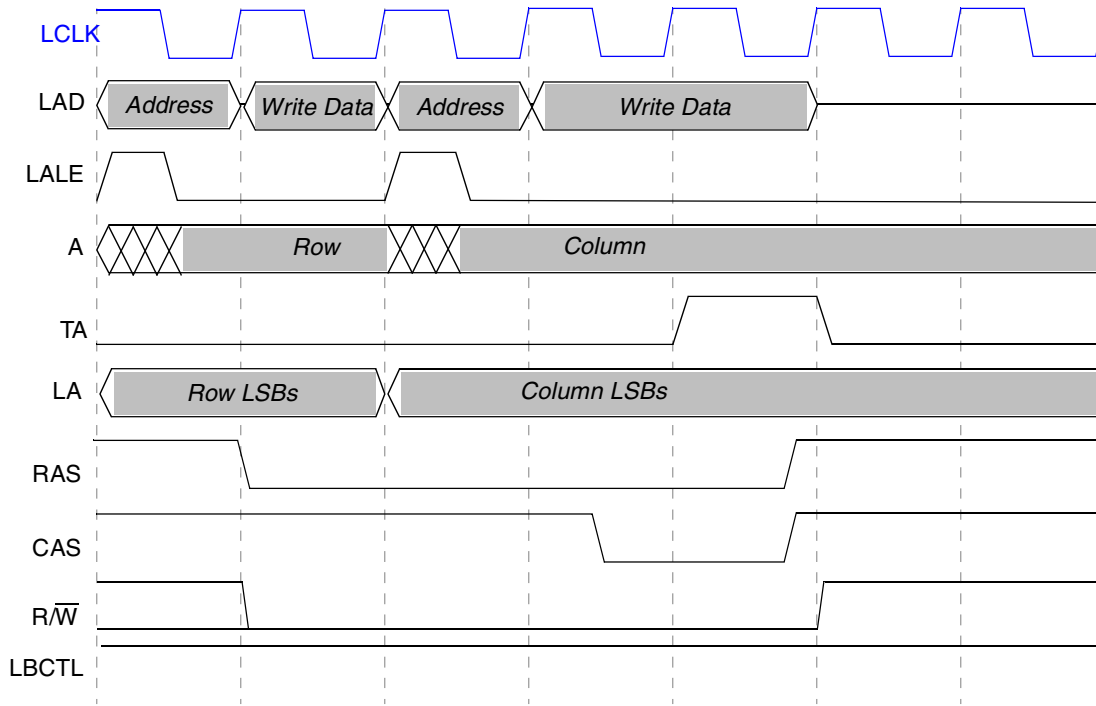 LCLK
LAD Address Write Data Address Write Data
LALE
A Row Column
TA
LA Row LSBs Column LSBs
RAS
CAS
R/W̅
LBCTL